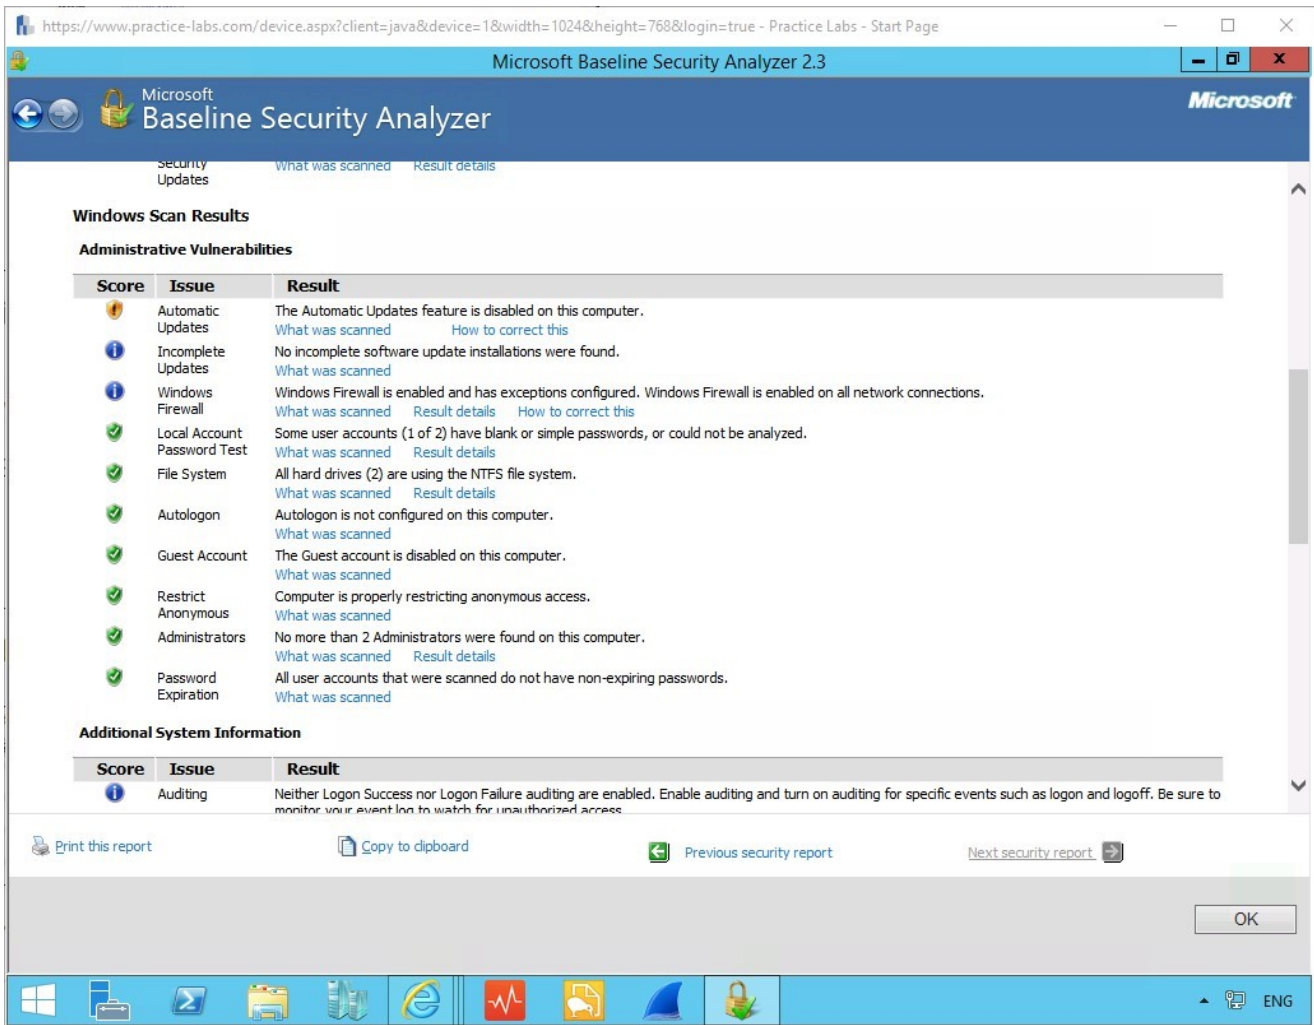 https://www.practice-labs.com/device.aspx?client=java&device=1&width=1024&height=768&login=true - Practice Labs - Start Page
Microsoft Baseline Security Analyzer 2.3
Microsoft
Baseline Security Analyzer
Microsoft
Security What was scanned Result details
Updates
Windows Scan Results
Administrative Vulnerabilities
Score Issue Result
Automatic The Automatic Updates feature is disabled on this computer.
Updates What was scanned How to correct this
Incomplete No incomplete software update installations were found.
Updates What was scanned
Windows Windows Firewall is enabled and has exceptions configured. Windows Firewall is enabled on all network connections.
Firewall What was scanned Result details How to correct this
Local Account Some user accounts (1 of 2) have blank or simple passwords, or could not be analyzed.
Password Test What was scanned Result details
File System All hard drives (2) are using the NTFS file system.
What was scanned Result details
Autologon Autologon is not configured on this computer.
What was scanned
Guest Account The Guest account is disabled on this computer.
What was scanned
Restrict Computer is properly restricting anonymous access.
Anonymous What was scanned
Administrators No more than 2 Administrators were found on this computer.
What was scanned Result details
Password All user accounts that were scanned do not have non-expiring passwords.
Expiration What was scanned
Additional System Information
Score Issue Result
Auditing Neither Logon Success nor Logon Failure auditing are enabled. Enable auditing and turn on auditing for specific events such as logon and logoff. Be sure to
monitor your event log to watch for unauthorized access.
Print this report Copy to clipboard Previous security report Next security report
OK
ENG